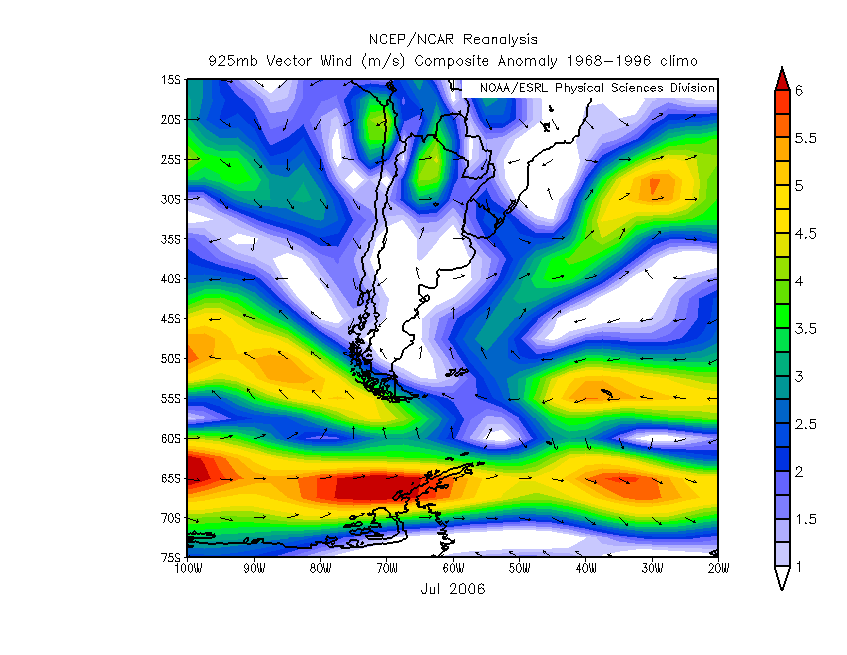 NCEP/NCAR Reanalysis
925mb Vector Wind (m/s) Composite Anomaly 1968-1996 climo
NOAA/ESRL Physical Sciences Division
15S
20S
25S
30S
35S
40S
45S
50S
55S
60S
65S
70S
75S
100W 90W 80W 70W 60W 50W 40W 30W 20W
Jul 2006
6
5.5
5
4.5
4
3.5
3
2.5
2
1.5
1